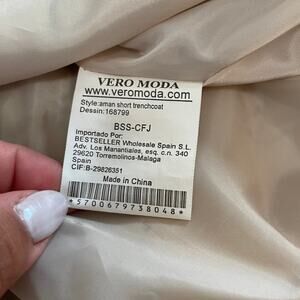 VERO MODA
www.veromoda.com
Style:aman short trenchcoat
Dessin:168799
BSS-CFJ
Importado Por:
BESTSELLER Wholesale Spain S.L.
Adv. Los Manantiales, esq. c.n. 340
29620 Torremolinos-Malaga
Spain
CIF:B-29826351
Made in China
*5700679738048*